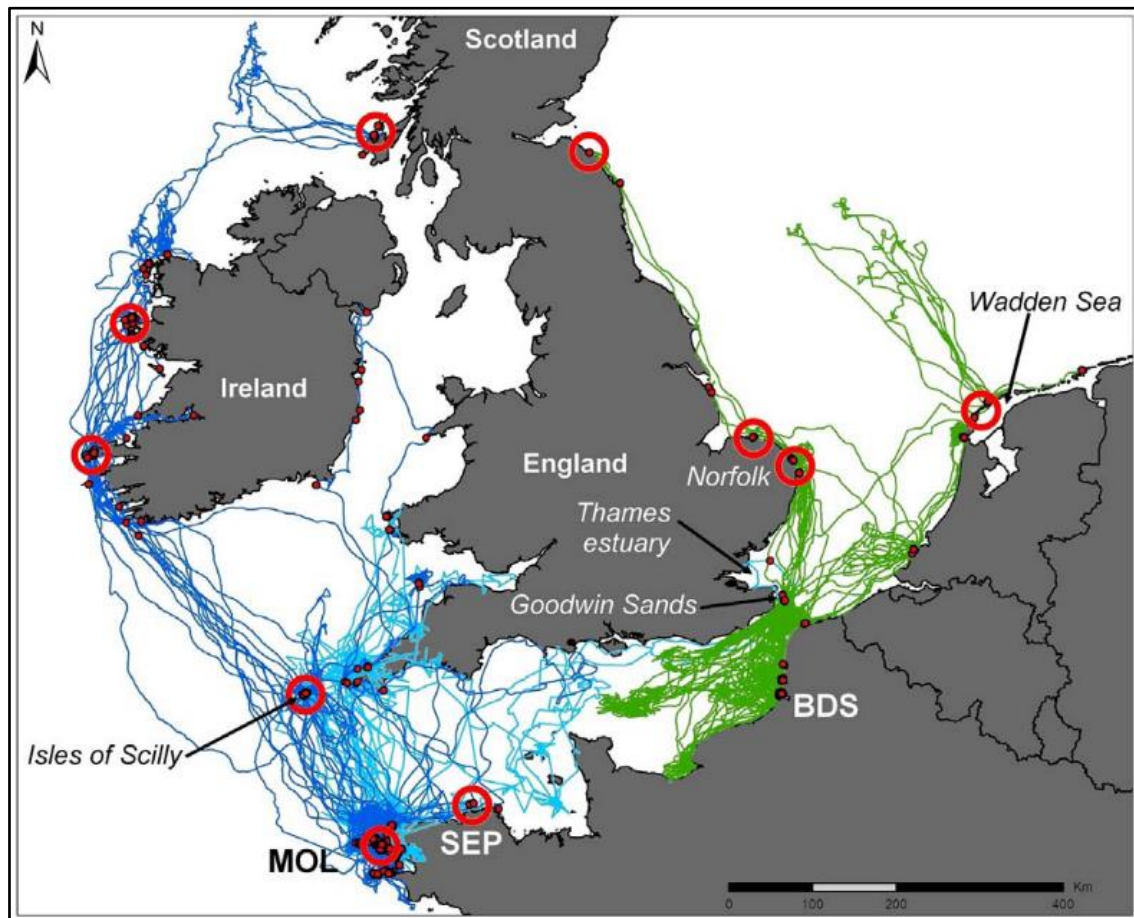 N
Scotland
Wadden Sea
Ireland
England
Norfolk
Thames
estuary
Goodwin Sands
BDS
Isles of Scilly
SEP
MOL
Km
0
100
200
400